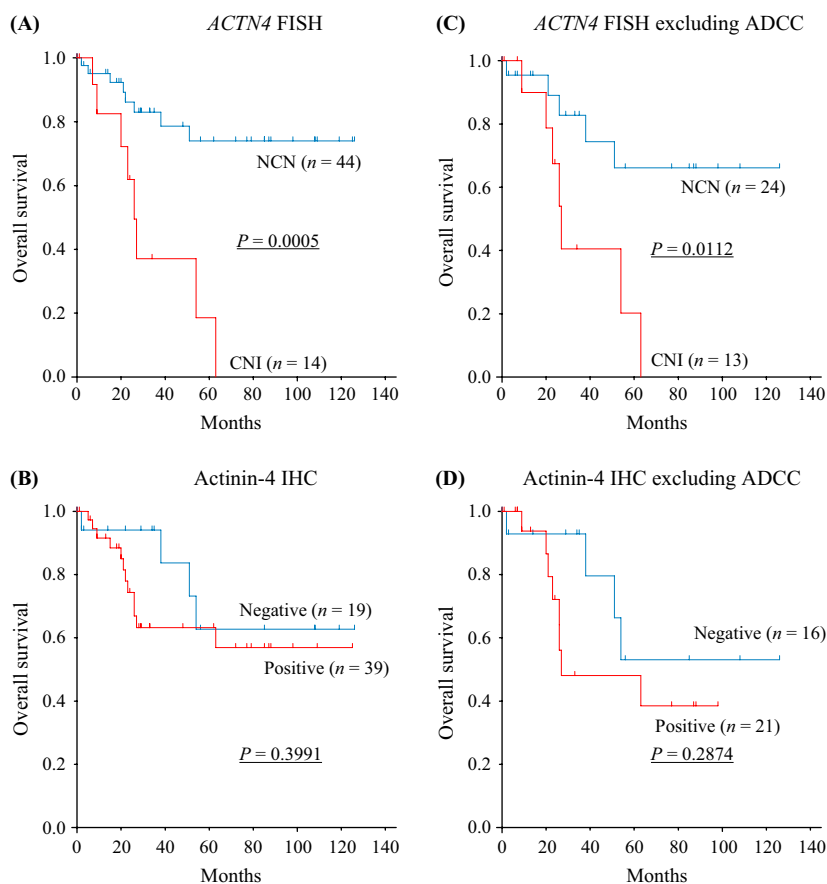 (A) ACTN4 FISH
Overall survival
1.0
0.8
0.6
0.4
0.2
0.0
NCN (n = 44)
P = 0.0005
CNI (n = 14)
0 20 40 60 80 100 120 140
Months
(C) ACTN4 FISH excluding ADCC
Overall survival
1.0
0.8
0.6
0.4
0.2
0.0
NCN (n = 24)
P = 0.0112
CNI (n = 13)
0 20 40 60 80 100 120 140
Months
(B) Actinin-4 IHC
Overall survival
1.0
0.8
0.6
0.4
0.2
0.0
Negative (n = 19)
Positive (n = 39)
P = 0.3991
0 20 40 60 80 100 120 140
Months
(D) Actinin-4 IHC excluding ADCC
Overall survival
1.0
0.8
0.6
0.4
0.2
0.0
Negative (n = 16)
Positive (n = 21)
P = 0.2874
0 20 40 60 80 100 120 140
Months